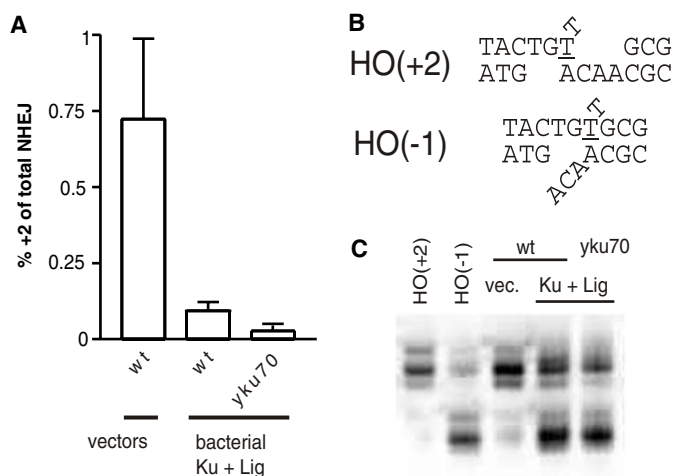 A
% +2 of total NHEJ
1
0.75
0.5
0.25
0
wt
wt
yku70
vectors
bacterial
Ku + Lig
B
HO(+2)
T
TACTGT GCG
ATG ACAACGC
HO(-1)
T
TACTGTGCG
ATG ACGC
ACA
C
HO(+2)
HO(-1)
wt
yku70
vec.
Ku + Lig